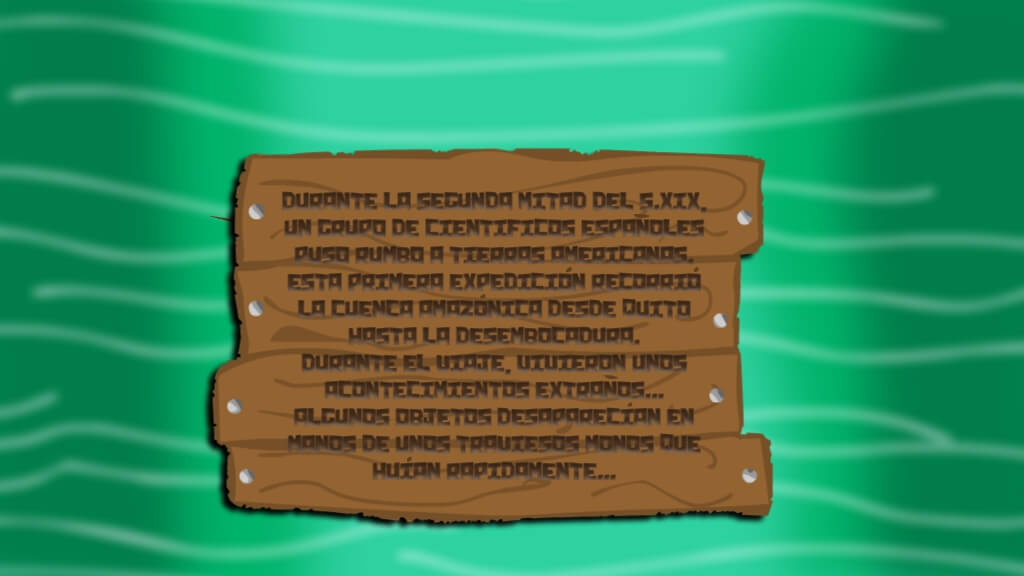 DURANTE LA SEGUNDA MITAD DEL S.XIX,
UN GRUPO DE CIENTIFICOS ESPAÑOLES
PUSO RUMBO A TIERRAS AMERICANAS.
ESTA PRIMERA EXPEDICIÓN RECORRIÓ
LA CUENCA AMAZÓNICA DESDE QUITO
HASTA LA DESEMBOCADURA.
DURANTE EL VIAJE, VIVIERON UNOS
ACONTECIMIENTOS EXTRAÑOS...
ALGUNOS OBJETOS DESAPARECÍAN EN
MANOS DE UNOS TRAVIESOS MONOS QUE
HUÍAN RAPIDAMENTE...